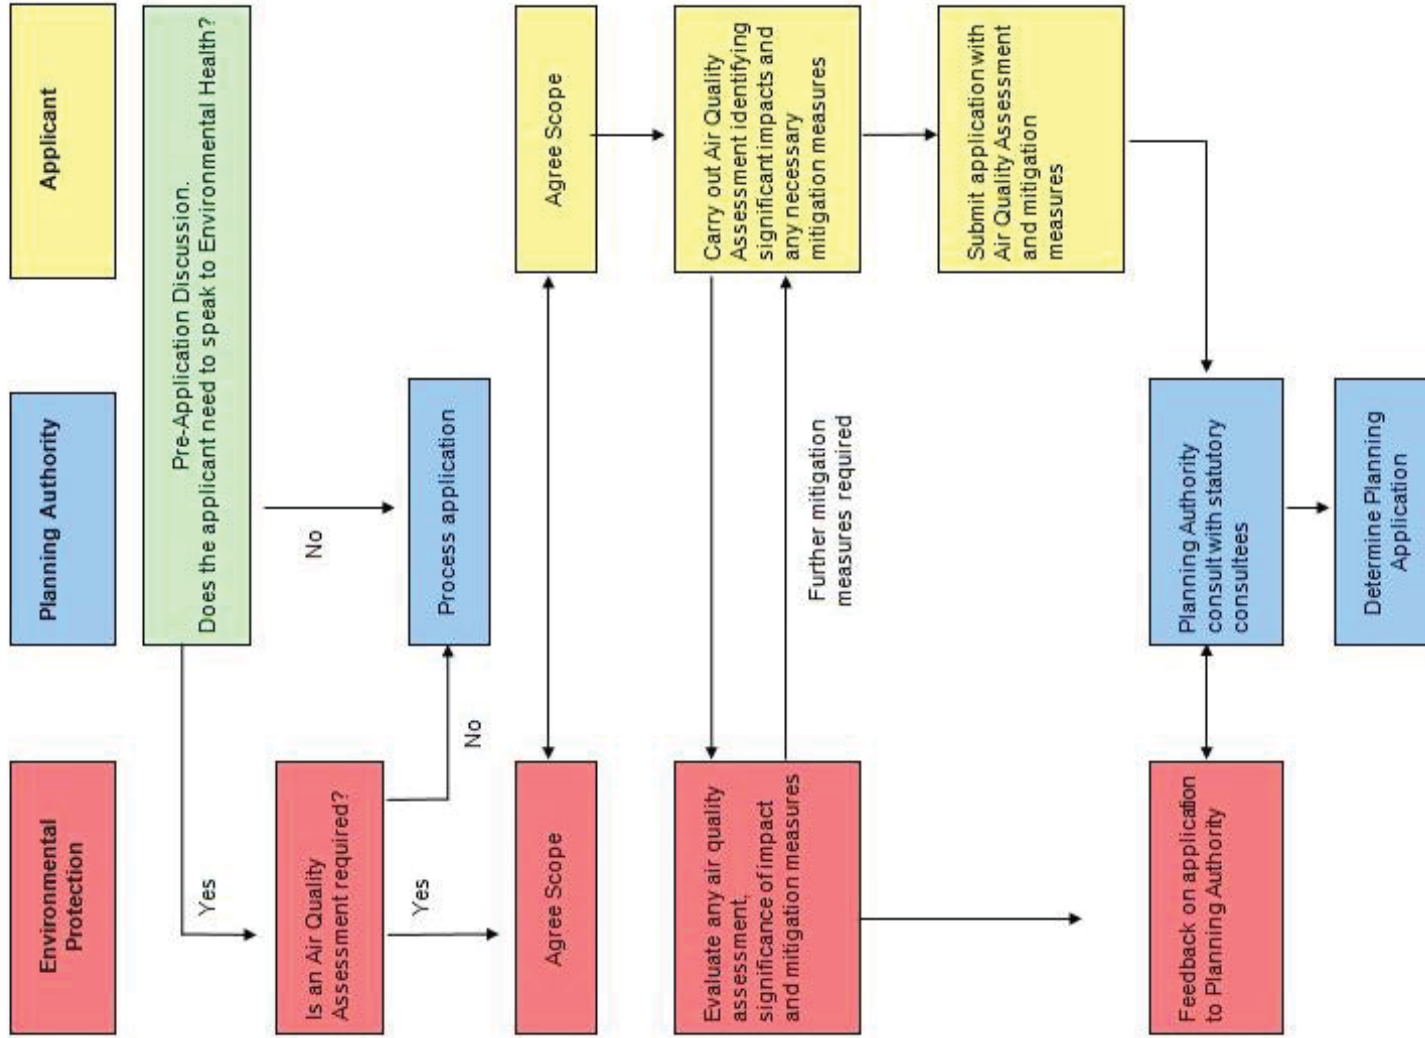 Environmental
Protection
Planning Authority
Applicant
Pre-Application Discussion.
Does the applicant need to speak to Environmental Health?
Yes
No
Is an Air Quality
Assessment required?
No
Yes
Process application
Agree Scope
Agree Scope
Evaluate any air quality
assessment,
significance of impact
and mitigation measures
Carry out Air Quality
Assessment identifying
significant impacts and
any necessary
mitigation measures
Further mitigation
measures required
Submit application with
Air Quality Assessment
and mitigation
measures
Feedback on application
to Planning Authority
Planning Authority
consult with statutory
consultees
Determine Planning
Application